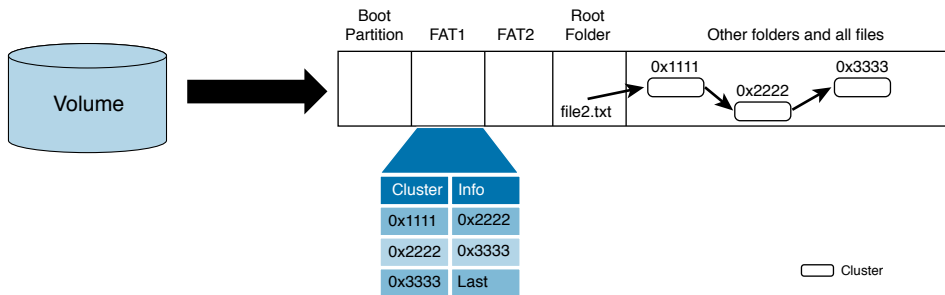 Boot
Partition
FAT1
FAT2
Root
Folder
Other folders and all files
Volume
0x1111
0x2222
0x3333
file2.txt
Cluster Info
0x1111 0x2222
0x2222 0x3333
0x3333 Last
Cluster